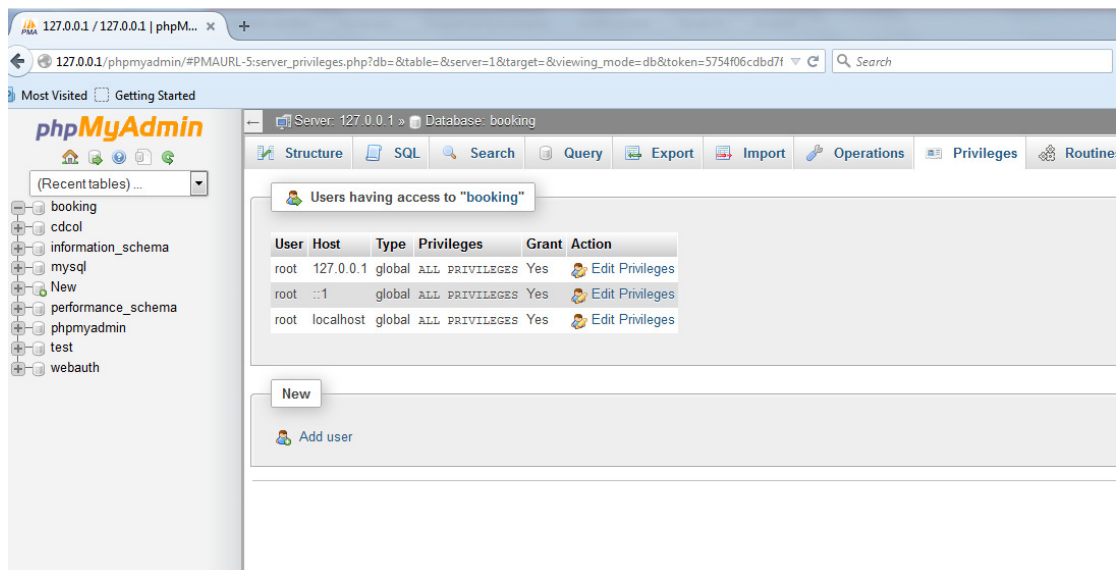 127.0.0.1 / 127.0.0.1 | phpM... × +
127.0.0.1/phpmyadmin/#PMAURL-5:server_privileges.php?db=&table=&server=1&target=&viewing_mode=db&token=5754f06cdbd7f Search
Most Visited Getting Started
phpMyAdmin
(Recent tables) ...
booking
cdcol
information_schema
mysql
New
performance_schema
phpmyadmin
test
webauth
Server: 127.0.0.1 » Database: booking
Structure SQL Search Query Export Import Operations Privileges Routine
Users having access to "booking"
User Host Type Privileges Grant Action
root 127.0.0.1 global ALL PRIVILEGES Yes Edit Privileges
root ::1 global ALL PRIVILEGES Yes Edit Privileges
root localhost global ALL PRIVILEGES Yes Edit Privileges
New
Add user